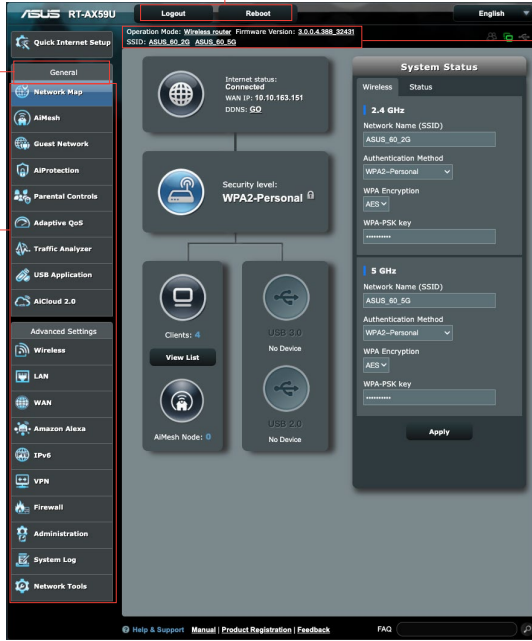 ASUS RT-AX59U
Logout
Reboot
English
Quick Internet Setup
Operation Mode: Wireless router Firmware Version: 3.0.0.4.388_32431
SSID: ASUS_60_2G ASUS_60_5G
General
Network Map
AiMesh
Guest Network
AiProtection
Parental Controls
Adaptive QoS
Traffic Analyzer
USB Application
AiCloud 2.0
Advanced Settings
Wireless
LAN
WAN
Amazon Alexa
IPv6
VPN
Firewall
Administration
System Log
Network Tools
Internet status:
Connected
WAN IP: 10.10.163.151
DDNS: GO
Security level:
WPA2-Personal
Clients: 4
View List
AiMesh Node: 0
USB 3.0
No Device
USB 2.0
No Device
System Status
Wireless
Status
2.4 GHz
Network Name (SSID)
ASUS_60_2G
Authentication Method
WPA2-Personal
WPA Encryption
AES
WPA-PSK key
••••••••••
5 GHz
Network Name (SSID)
ASUS_60_5G
Authentication Method
WPA2-Personal
WPA Encryption
AES
WPA-PSK key
••••••••••
Apply
Help & Support Manual | Product Registration | Feedback
FAQ